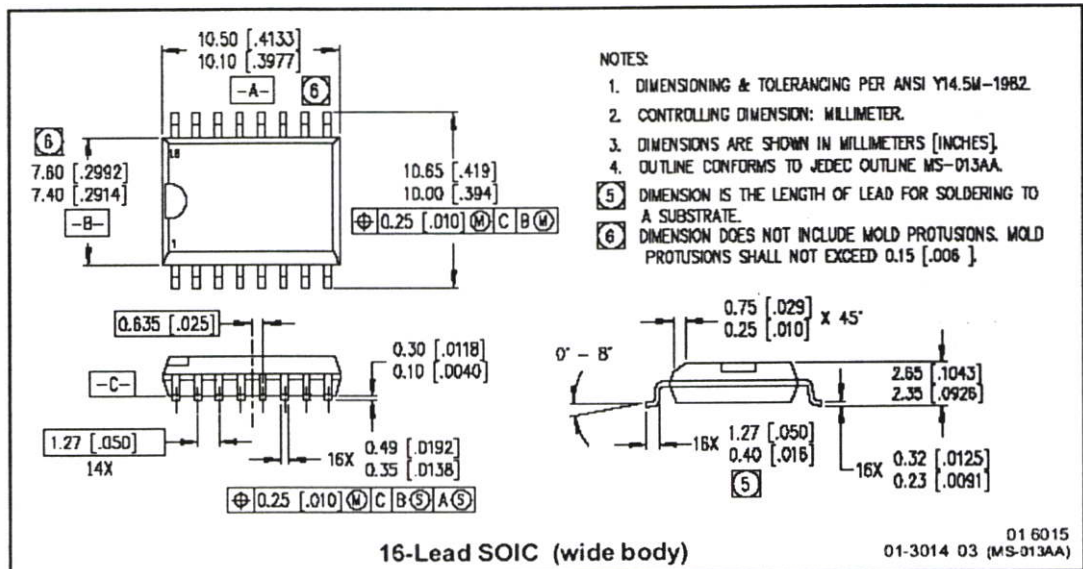 10.50 [.4133]
10.10 [.3977]
-A-
6
6
7.60 [.2992]
7.40 [.2914]
-B-
1
10.65 [.419]
10.00 [.394]
⌖ 0.25 [.010] Ⓜ C B Ⓜ
NOTES:
1. DIMENSIONING & TOLERANCING PER ANSI Y14.5M-1982.
2. CONTROLLING DIMENSION: MILLIMETER.
3. DIMENSIONS ARE SHOWN IN MILLIMETERS [INCHES].
4. OUTLINE CONFORMS TO JEDEC OUTLINE MS-013AA.
5 DIMENSION IS THE LENGTH OF LEAD FOR SOLDERING TO
A SUBSTRATE.
6 DIMENSION DOES NOT INCLUDE MOLD PROTUSIONS. MOLD
PROTUSIONS SHALL NOT EXCEED 0.15 [.006 ].
0.635 [.025]
-C-
0.30 [.0118
0.10 [.0040]
1.27 [.050]
14X
16X 0.49 [.0192
0.35 [.0138]
⌖ 0.25 [.010] Ⓜ C B Ⓢ A Ⓢ
0.75 [.029]
0.25 [.010] X 45°
0° - 8°
2.65 [.1043]
2.35 [.0926]
16X 1.27 [.050]
0.40 [.016]
5
16X 0.32 [.0125]
0.23 [.0091]
16-Lead SOIC (wide body)
01 6015
01-3014 03 (MS-013AA)